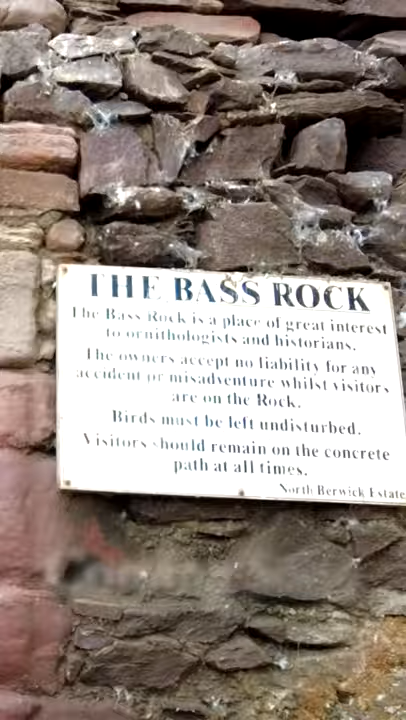 THE BASS ROCK
The Bass Rock is a place of great interest
to ornithologists and historians.
The owners accept no liability for any
accident or misadventure whilst visitors
are on the Rock.
Birds must be left undisturbed.
Visitors should remain on the concrete
path at all times.
North Berwick Estate